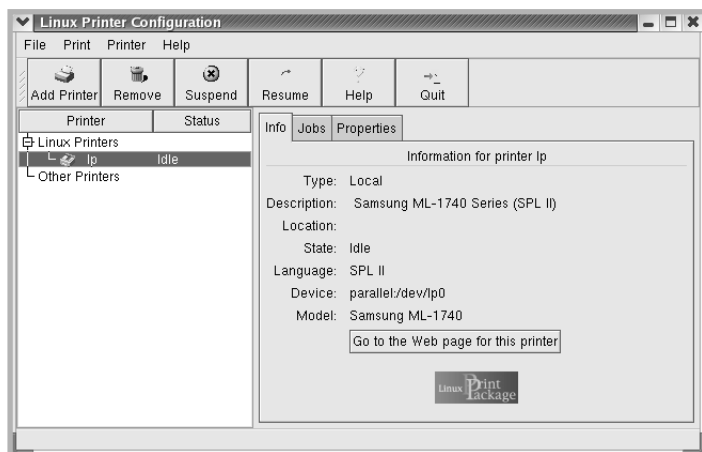 Linux Printer Configuration
File Print Printer Help
Add Printer Remove Suspend Resume Help Quit
Printer Status
Linux Printers
lp Idle
Other Printers
Info Jobs Properties
Information for printer lp
Type: Local
Description: Samsung ML-1740 Series (SPL II)
Location:
State: Idle
Language: SPL II
Device: parallel:/dev/lp0
Model: Samsung ML-1740
Go to the Web page for this printer
Linux Print Package